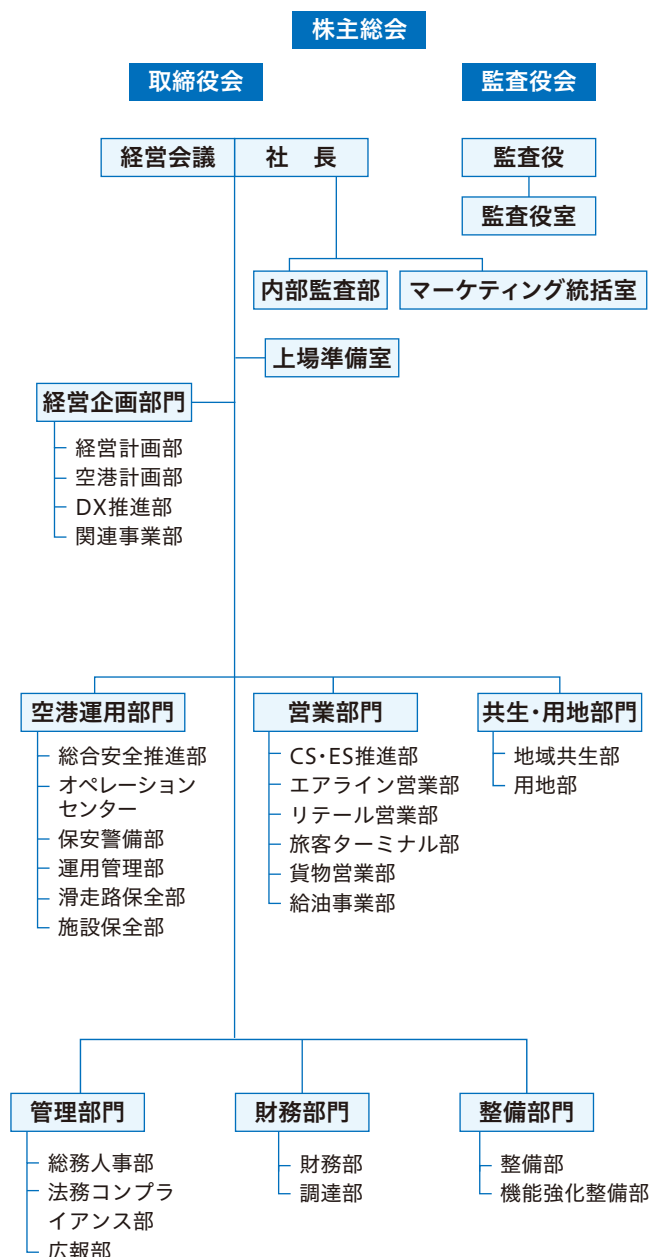 株主総会
取締役会
監査役会
経営会議
社 長
監査役
監査役室
内部監査部
マーケティング統括室
上場準備室
経営企画部門
経営計画部
空港計画部
DX推進部
関連事業部
空港運用部門
総合安全推進部
オペレーション
センター
保安警備部
運用管理部
滑走路保全部
施設保全部
営業部門
CS・ES推進部
エアライン営業部
リテール営業部
旅客ターミナル部
貨物営業部
給油事業部
共生・用地部門
地域共生部
用地部
管理部門
総務人事部
法務コンプラ
イアンス部
広報部
財務部門
財務部
調達部
整備部門
整備部
機能強化整備部